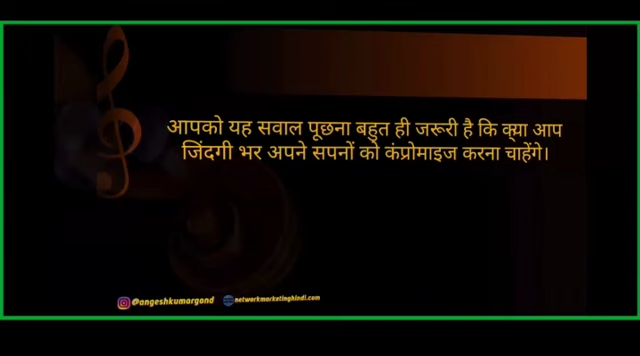 आपको यह सवाल पूछना बहुत ही जरूरी है कि क्या आप
जिंदगी भर अपने सपनों को कंप्रोमाइज करना चाहेंगे।
@angeshkumargond networkmarketinghindi.com